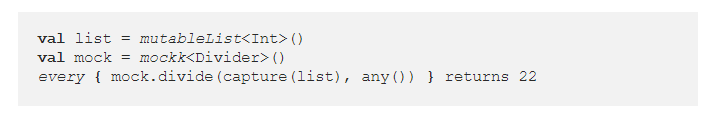 val list = mutableList<Int>()
val mock = mockk<Divider>()
every { mock.divide(capture(list), any()) } returns 22